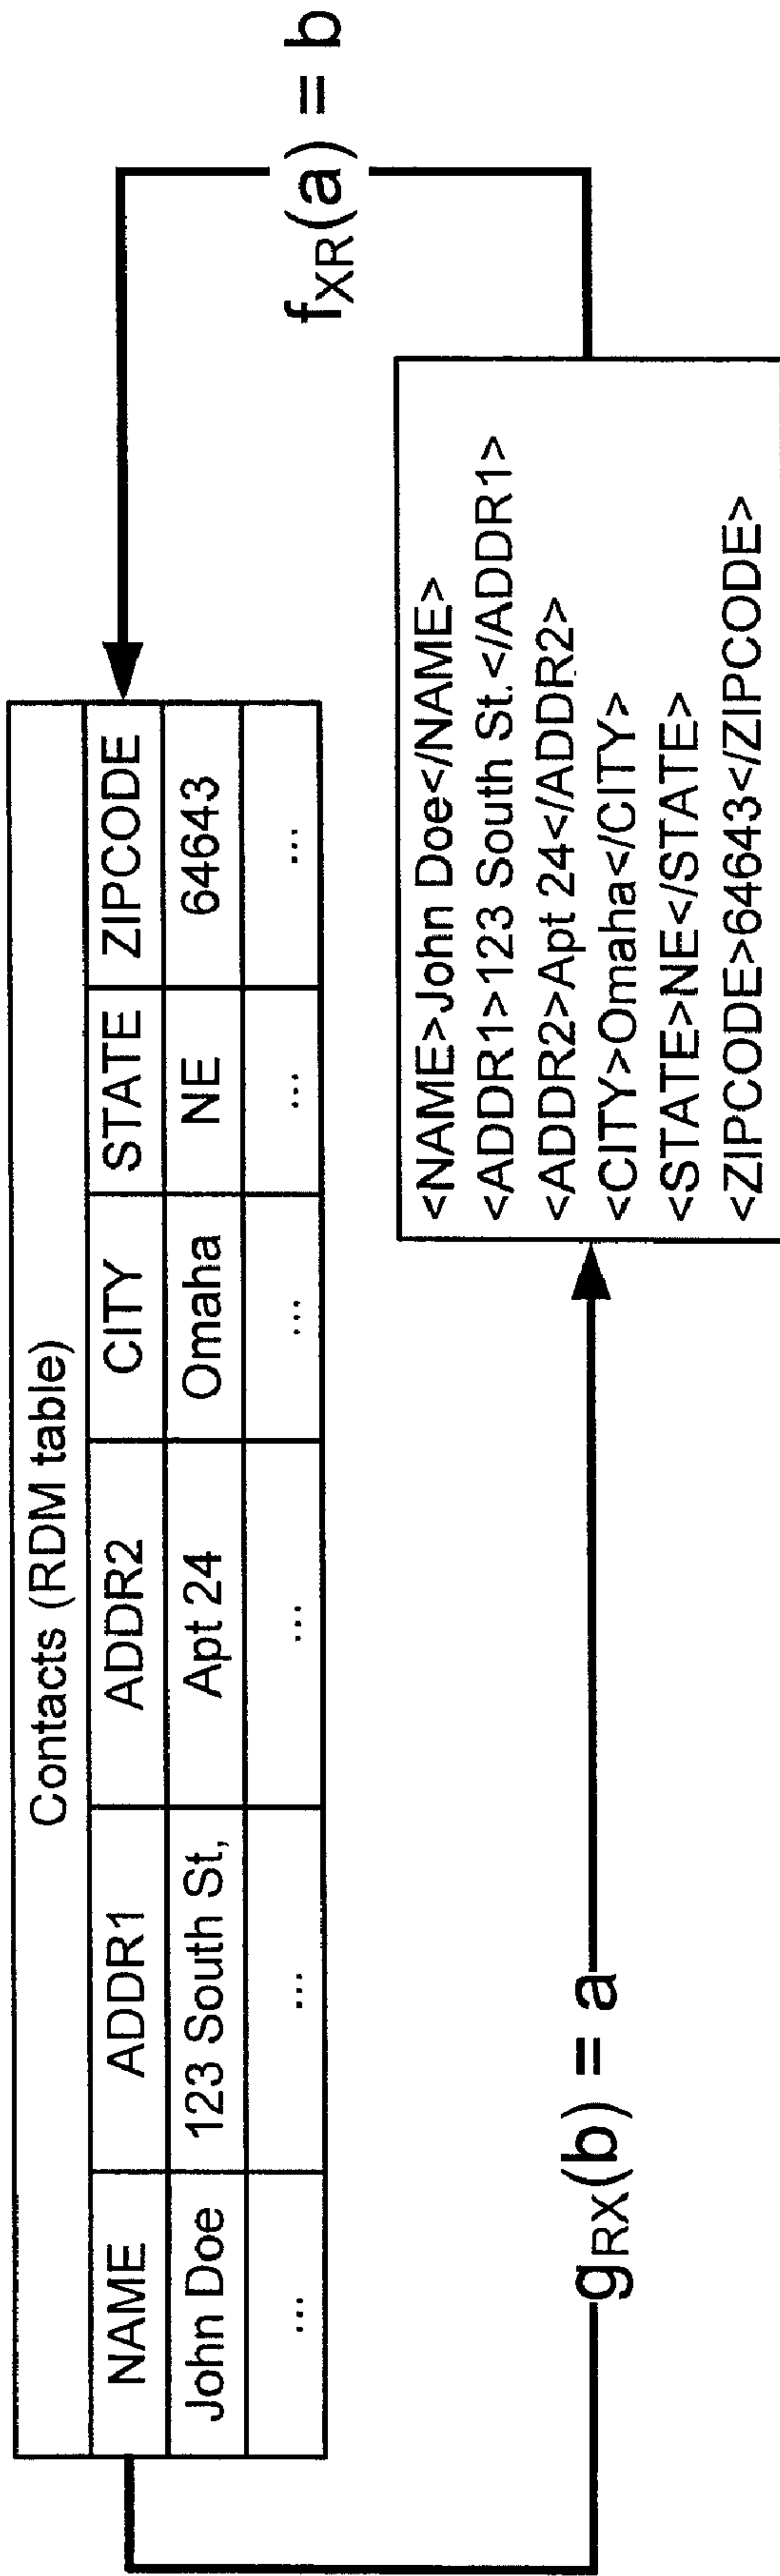 Contacts (RDM table)
NAME ADDR1 ADDR2 CITY STATE ZIPCODE
John Doe 123 South St, Apt 24 Omaha NE 64643
... ... ... ... ... ...
f_XR(a) = b
g_RX(b) = a
<NAME>John Doe</NAME>
<ADDR1>123 South St.</ADDR1>
<ADDR2>Apt 24</ADDR2>
<CITY>Omaha</CITY>
<STATE>NE</STATE>
<ZIPCODE>64643</ZIPCODE>